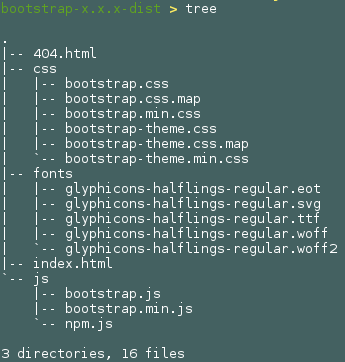 bootstrap-x.x.x-dist > tree
.
|-- 404.html
|-- css
|   |-- bootstrap.css
|   |-- bootstrap.css.map
|   |-- bootstrap.min.css
|   |-- bootstrap-theme.css
|   |-- bootstrap-theme.css.map
|   `-- bootstrap-theme.min.css
|-- fonts
|   |-- glyphicons-halflings-regular.eot
|   |-- glyphicons-halflings-regular.svg
|   |-- glyphicons-halflings-regular.ttf
|   |-- glyphicons-halflings-regular.woff
|   `-- glyphicons-halflings-regular.woff2
|-- index.html
`-- js
    |-- bootstrap.js
    |-- bootstrap.min.js
    `-- npm.js
3 directories, 16 files